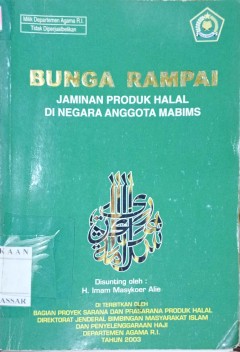 Milik Departemen Agama R.I.
Tidak Diperjualbelikan
BUNGA RAMPAI
JAMINAN PRODUK HALAL
DI NEGARA ANGGOTA MABIMS
Disunting oleh :
H. Imam Masykoer Alie
DI TERBITKAN OLEH
BAGIAN PROYEK SARANA DAN PRASARANA PRODUK HALAL
DIREKTORAT JENDERAL BIMBINGAN MASYARAKAT ISLAM
DAN PENYELENGGARAAN HAJI
DEPARTEMEN AGAMA R.I.
TAHUN 2003
KAAN
ASSAR